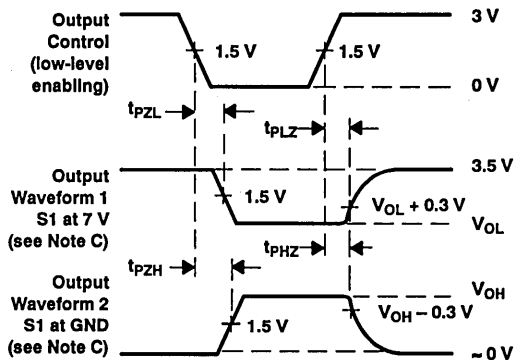 Output
Control
(low-level
enabling)
3 V
1.5 V
1.5 V
0 V
tPZL
tPLZ
Output
Waveform 1
S1 at 7 V
(see Note C)
3.5 V
1.5 V
VOL + 0.3 V
VOL
tPZH
tPHZ
Output
Waveform 2
S1 at GND
(see Note C)
VOH
VOH − 0.3 V
1.5 V
≈ 0 V